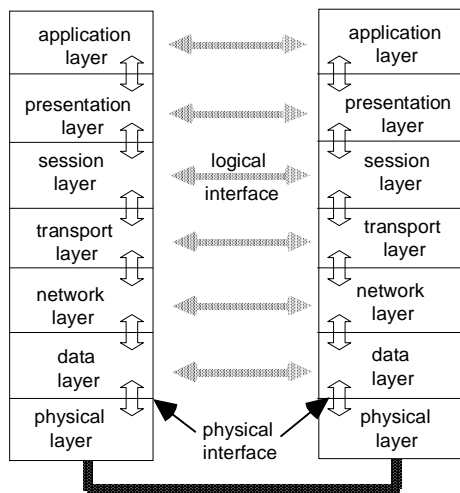 application
layer
presentation
layer
session
layer
transport
layer
network
layer
data
layer
physical
layer
logical
interface
physical
interface
application
layer
presentation
layer
session
layer
transport
layer
network
layer
data
layer
physical
layer